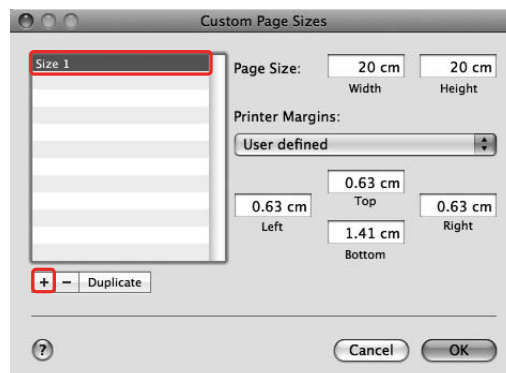 Custom Page Sizes
Size 1
Page Size:
20 cm
20 cm
Width
Height
Printer Margins:
User defined
0.63 cm
Top
0.63 cm
0.63 cm
Left
Right
1.41 cm
Bottom
+ − Duplicate
? Cancel OK